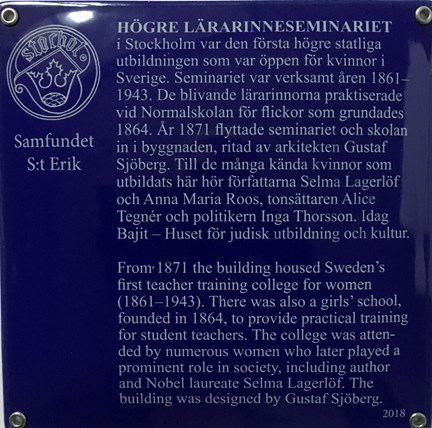 HÖGRE LÄRARINNESEMINARIET
i Stockholm var den första högre statliga
utbildningen som var öppen för kvinnor i
Sverige. Seminariet var verksamt åren 1861–
1943. De blivande lärarinnorna praktiserade
vid Normalskolan för flickor som grundades
1864. År 1871 flyttade seminariet och skolan
in i byggnaden, ritad av arkitekten Gustaf
Sjöberg. Till de många kända kvinnor som
utbildats här hör författarna Selma Lagerlöf
och Anna Maria Roos, tonsättaren Alice
Tegnér och politikern Inga Thorsson. Idag
Bajit – Huset för judisk utbildning och kultur.
From 1871 the building housed Sweden's
first teacher training college for women
(1861–1943). There was also a girls' school,
founded in 1864, to provide practical training
for student teachers. The college was atten-
ded by numerous women who later played a
prominent role in society, including author
and Nobel laureate Selma Lagerlöf. The
building was designed by Gustaf Sjöberg.
2018
Samfundet
S:t Erik